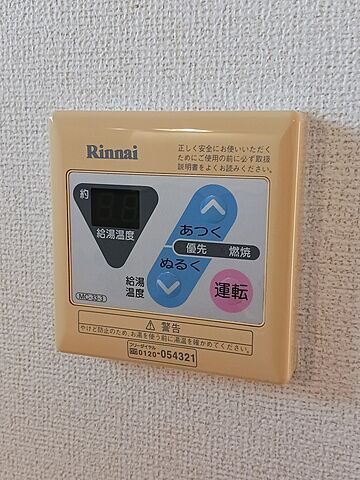 Rinnai
正しく安全にお使いいただく
ためにご使用の前に必ず取扱
説明書をよくお読みください。
約
給湯温度
あつく
優先 燃焼
ぬるく
給湯
温度
運転
MC-33-3
⚠警告
やけど防止のため、お湯を使う前に湯温を確かめてください。
フリーダイヤル
0120-054321